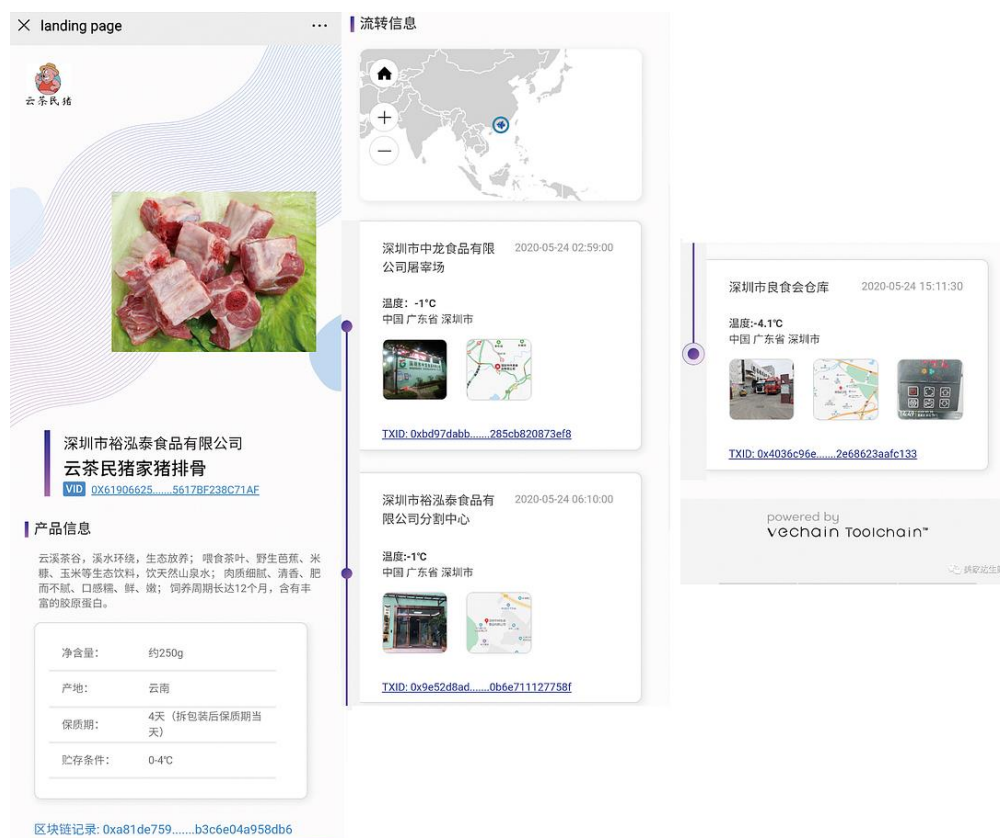 landing page
云茶民猪
深圳市裕泓泰食品有限公司
云茶民猪家猪排骨
VID 0X61906625......5617BF238C71AF
产品信息
云溪茶谷，溪水环绕，生态放养； 喂食茶叶、野生芭蕉、米
糠、玉米等生态饮料，饮天然山泉水； 肉质细腻、清香、肥
而不腻、口感糯、鲜、嫩； 饲养周期长达12个月，含有丰
富的胶原蛋白。
净含量： 约250g
产地： 云南
保质期： 4天（拆包装后保质期当
天）
贮存条件： 0-4℃
区块链记录: 0xa81de759......b3c6e04a958db6
流转信息
深圳市中龙食品有限 2020-05-24 02:59:00
公司屠宰场
温度：-1°C
中国 广东省 深圳市
TXID: 0xbd97dabb......285cb820873ef8
深圳市裕泓泰食品有 2020-05-24 06:10:00
限公司分割中心
温度:-1℃
中国 广东省 深圳市
TXID: 0x9e52d8ad......0b6e711127758f
深圳市良食会仓库 2020-05-24 15:11:30
温度:-4.1℃
中国 广东省 深圳市
TXID: 0x4036c96e......2e68623aafc133
powered by
vechain Toolchain™